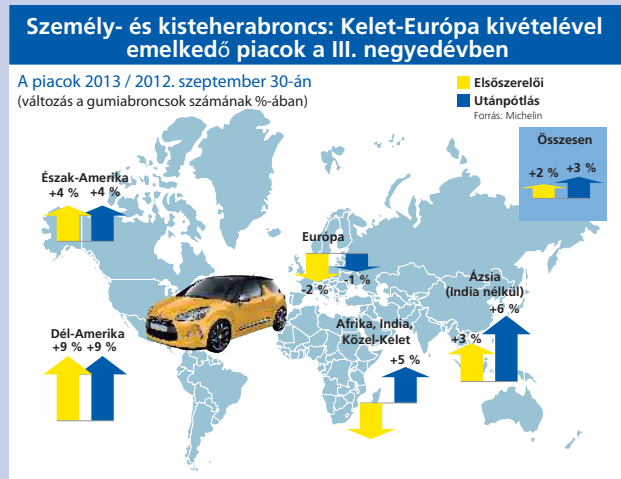 Személy- és kisteherabroncs: Kelet-Európa kivételével
emelkedő piacok a III. negyedévben
A piacok 2013 / 2012. szeptember 30-án
(változás a gumiabroncsok számának %-ában)
Elsőszerelői
Utánpótlás
Forrás: Michelin
Összesen
+2 % +3 %
Észak-Amerika
+4 % +4 %
Európa
-2 % -1 %
Ázsia
(India nélkül)
+6 %
+3 %
Dél-Amerika
+9 % +9 %
Afrika, India,
Közel-Kelet
+5 %